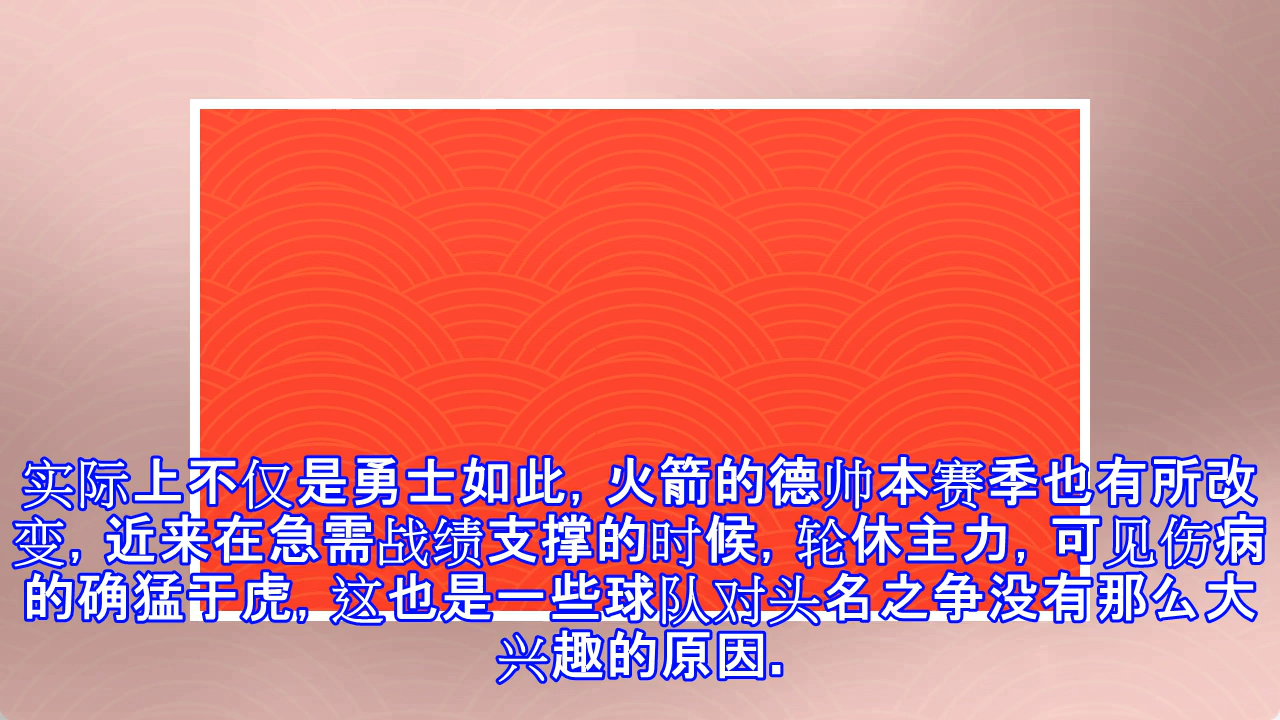 实际上不仅是勇士如此, 火箭的德帅本赛季也有所改
变, 近来在急需战绩支撑的时候, 轮休主力, 可见伤病
的确猛于虎, 这也是一些球队对头名之争没有那么大
兴趣的原因.